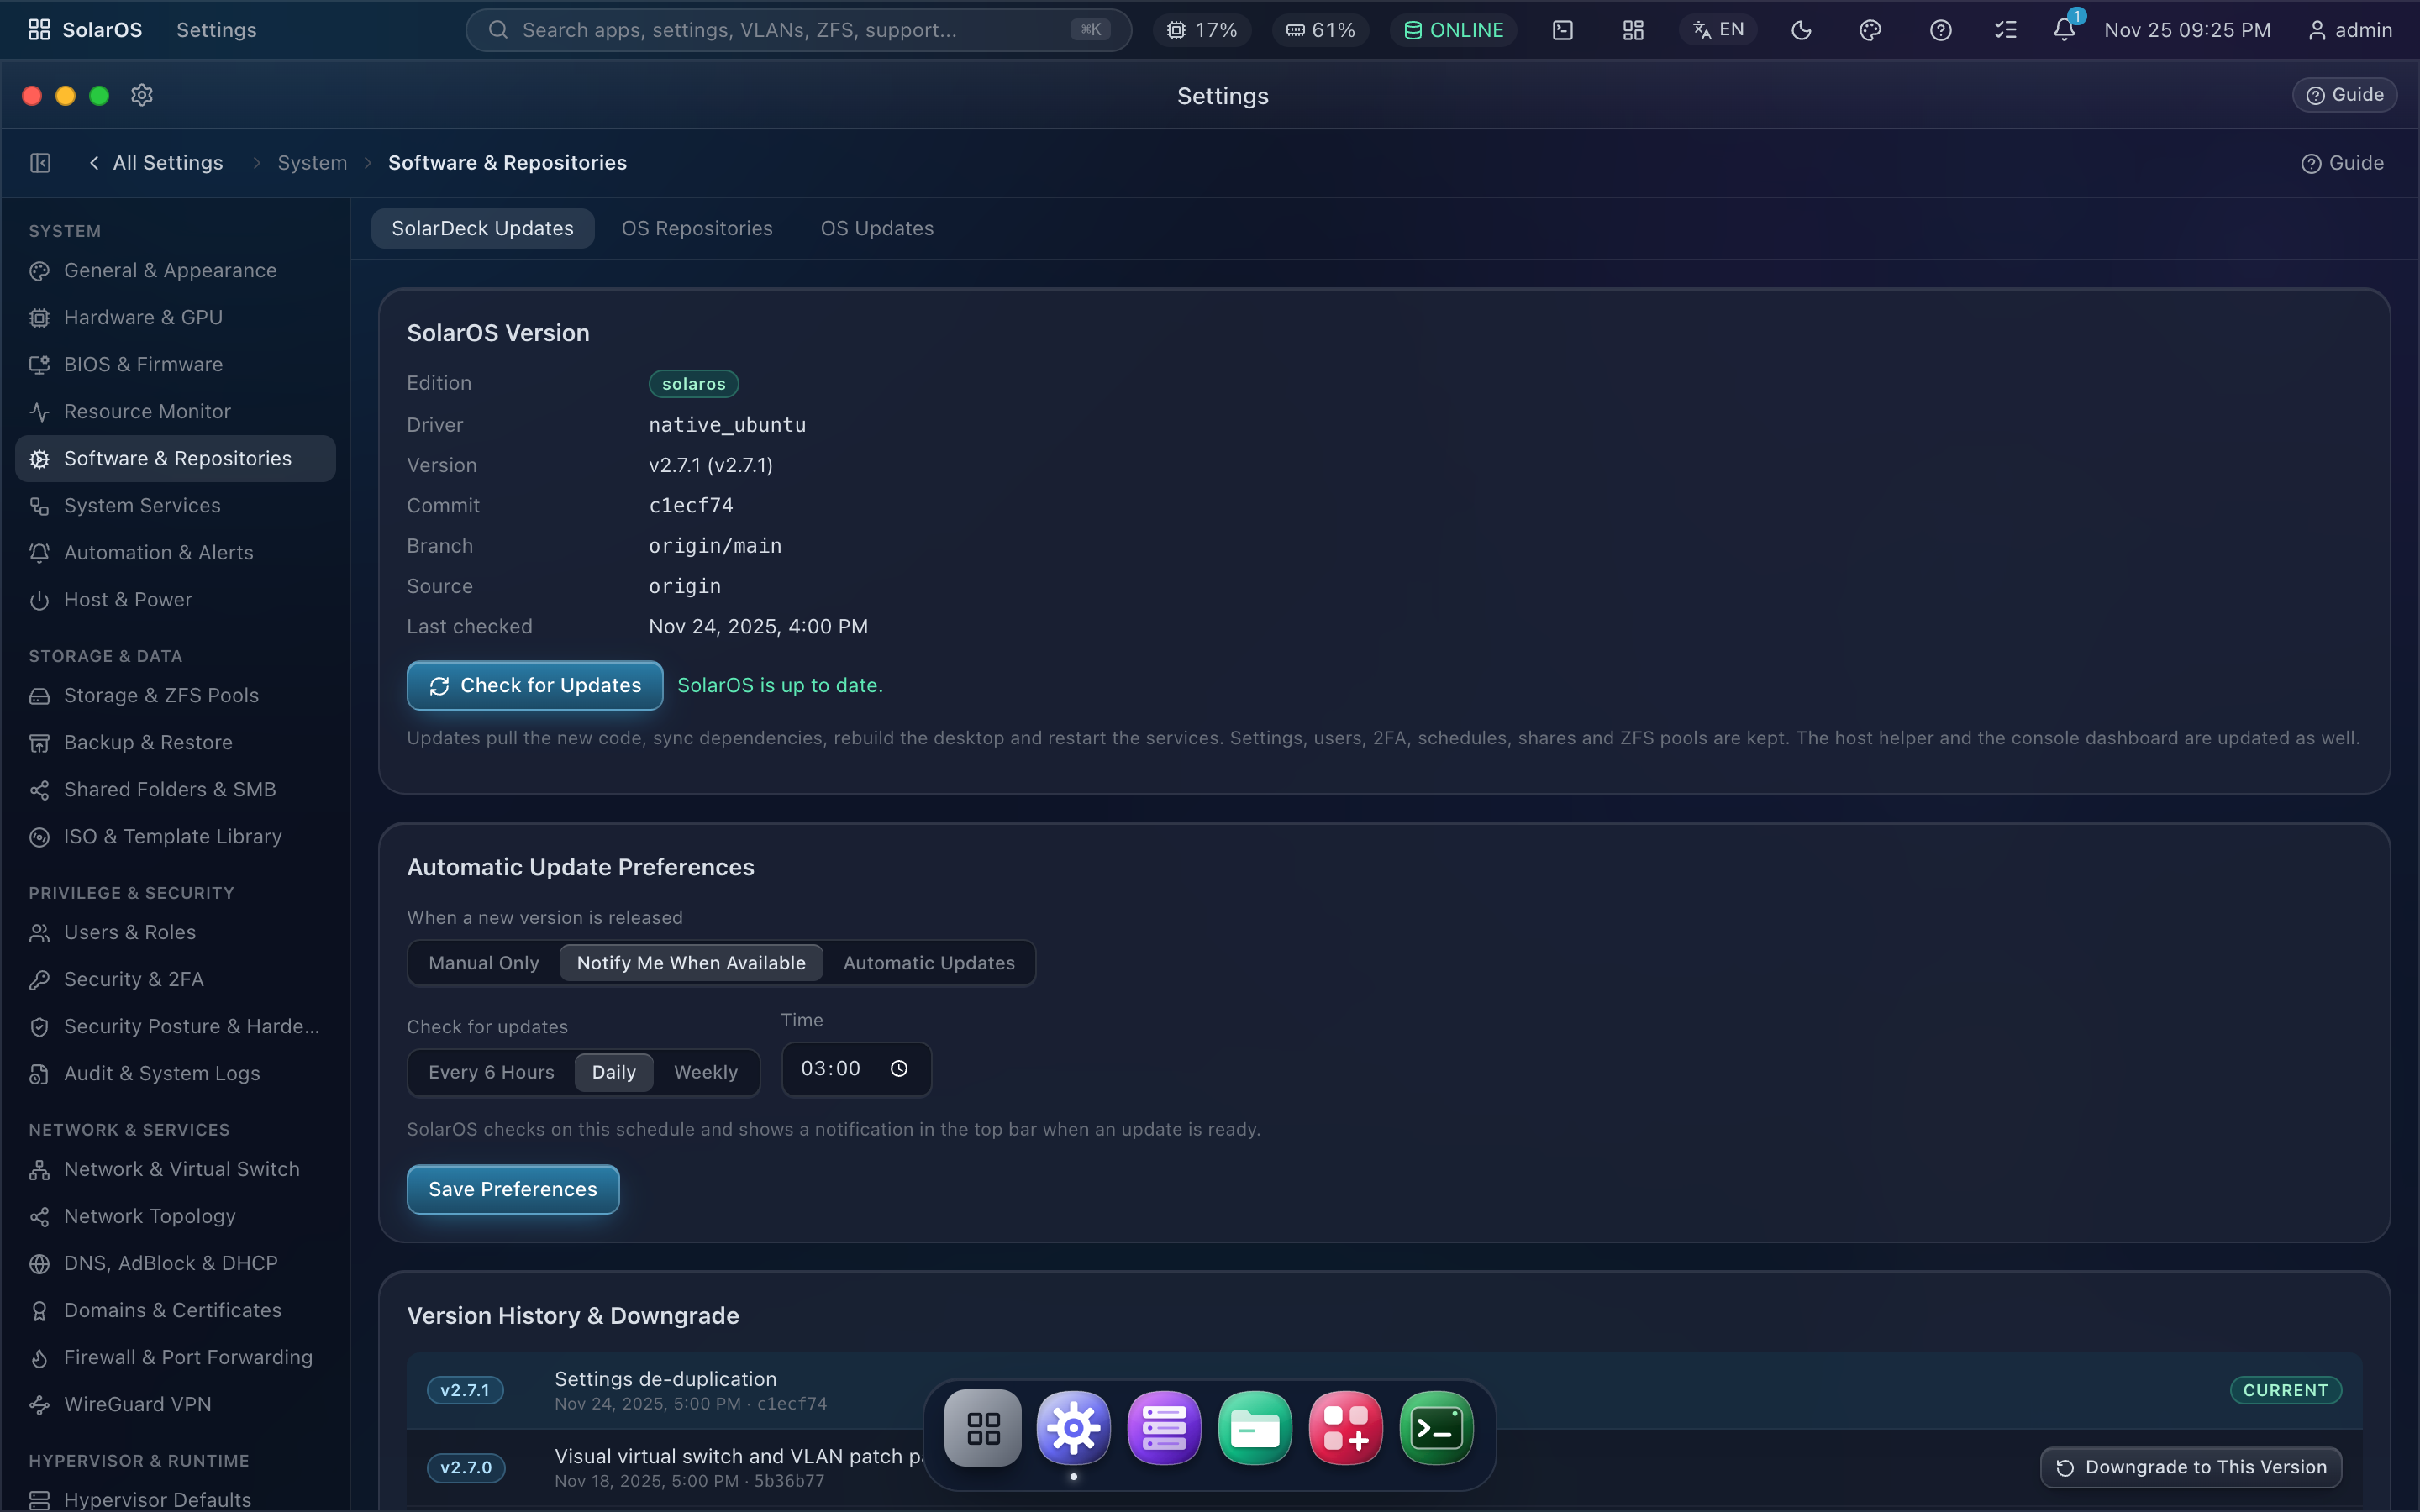 SolarOS Settings Search apps, settings, VLANs, ZFS, support... ⌘K 17% 61% ONLINE EN 1 Nov 25 09:25 PM admin
Settings Guide
All Settings System Software & Repositories Guide
SYSTEM
General & Appearance
Hardware & GPU
BIOS & Firmware
Resource Monitor
Software & Repositories
System Services
Automation & Alerts
Host & Power
STORAGE & DATA
Storage & ZFS Pools
Backup & Restore
Shared Folders & SMB
ISO & Template Library
PRIVILEGE & SECURITY
Users & Roles
Security & 2FA
Security Posture & Harde...
Audit & System Logs
NETWORK & SERVICES
Network & Virtual Switch
Network Topology
DNS, AdBlock & DHCP
Domains & Certificates
Firewall & Port Forwarding
WireGuard VPN
HYPERVISOR & RUNTIME
Hypervisor Defaults
SolarDeck Updates OS Repositories OS Updates
SolarOS Version
Edition solaros
Driver native_ubuntu
Version v2.7.1 (v2.7.1)
Commit c1ecf74
Branch origin/main
Source origin
Last checked Nov 24, 2025, 4:00 PM
Check for Updates SolarOS is up to date.
Updates pull the new code, sync dependencies, rebuild the desktop and restart the services. Settings, users, 2FA, schedules, shares and ZFS pools are kept. The host helper and the console dashboard are updated as well.
Automatic Update Preferences
When a new version is released
Manual Only Notify Me When Available Automatic Updates
Check for updates Time
Every 6 Hours Daily Weekly 03:00
SolarOS checks on this schedule and shows a notification in the top bar when an update is ready.
Save Preferences
Version History & Downgrade
v2.7.1 Settings de-duplication CURRENT
Nov 24, 2025, 5:00 PM · c1ecf74
v2.7.0 Visual virtual switch and VLAN patch Downgrade to This Version
Nov 18, 2025, 5:00 PM · 5b36b77